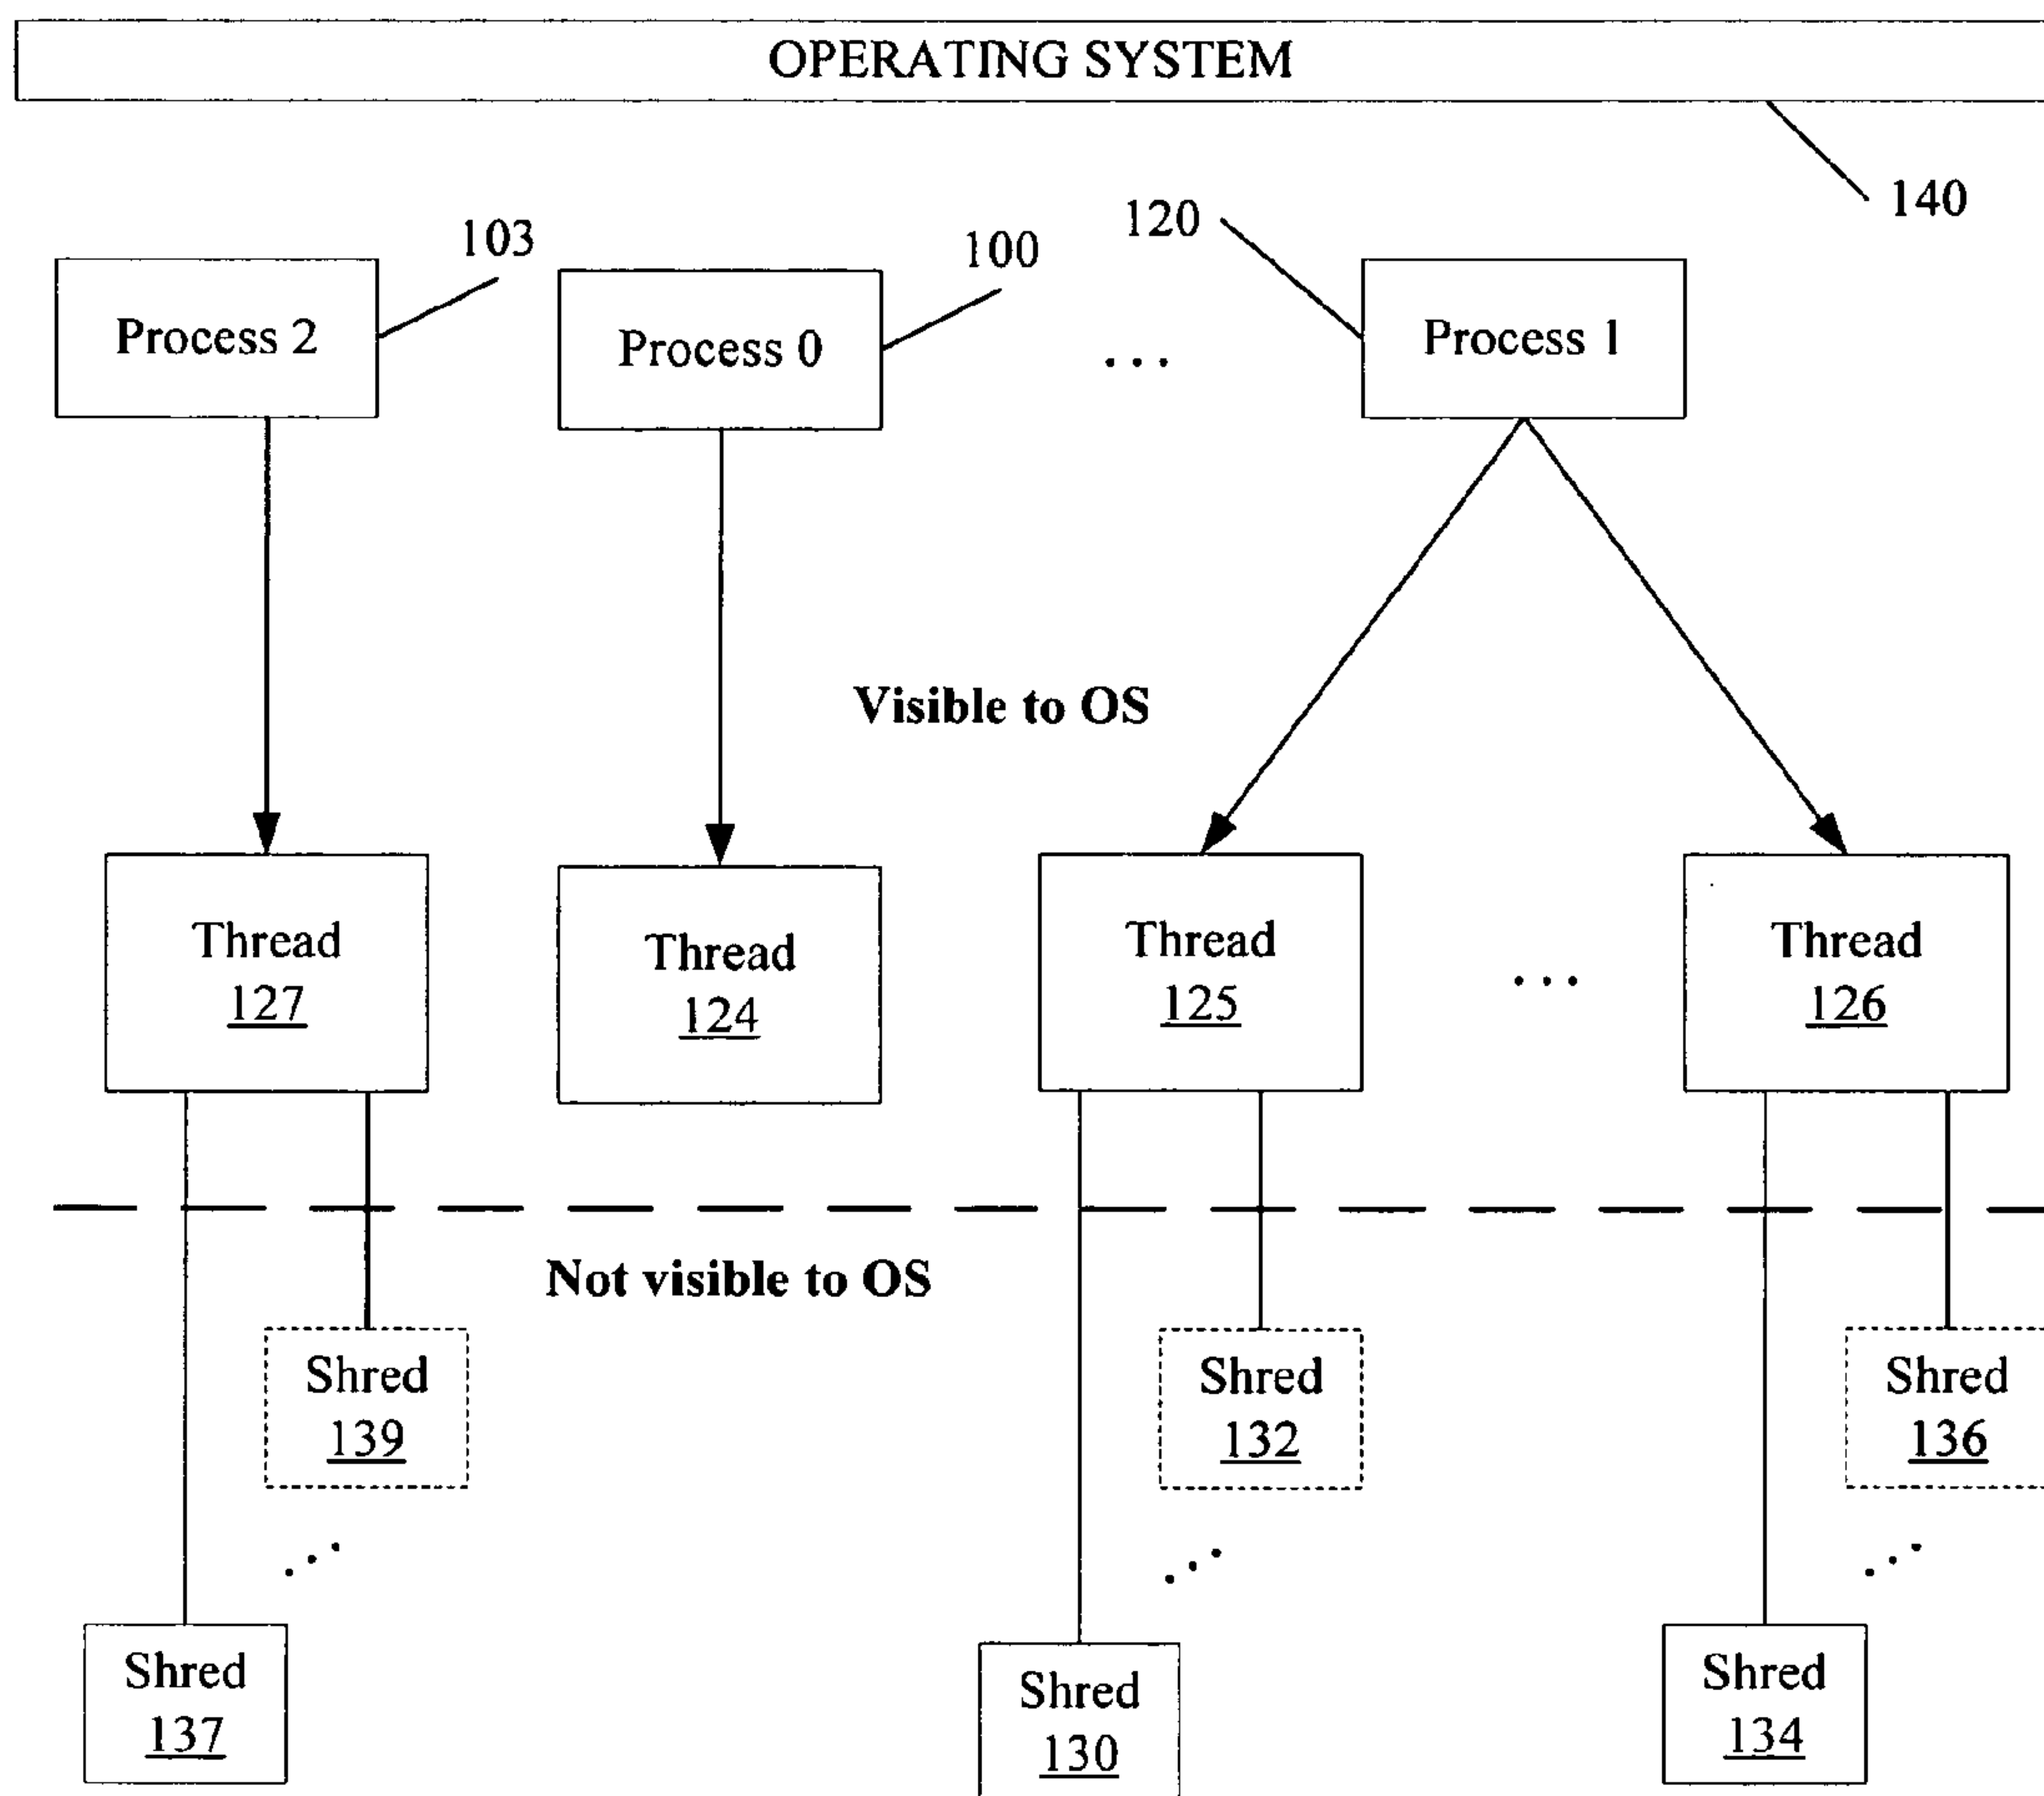 OPERATING SYSTEM
140
103
100
120
Process 2
Process 0
...
Process 1
Visible to OS
Thread
127
Thread
124
Thread
125
...
Thread
126
Not visible to OS
Shred
139
Shred
132
Shred
136
...
...
...
Shred
137
Shred
130
Shred
134